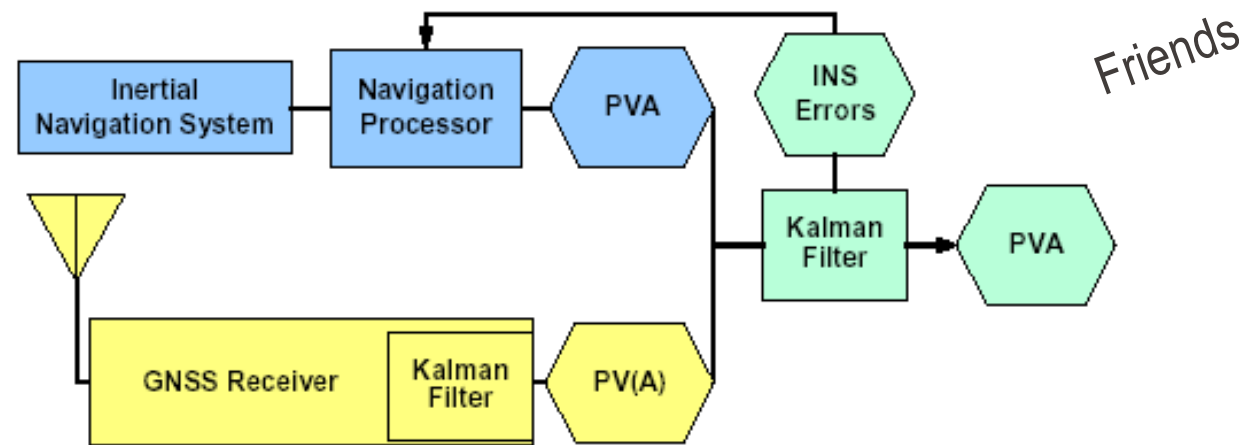 Inertial
Navigation System
Navigation
Processor
PVA
INS
Errors
Friends
Kalman
Filter
PVA
GNSS Receiver
Kalman
Filter
PV(A)